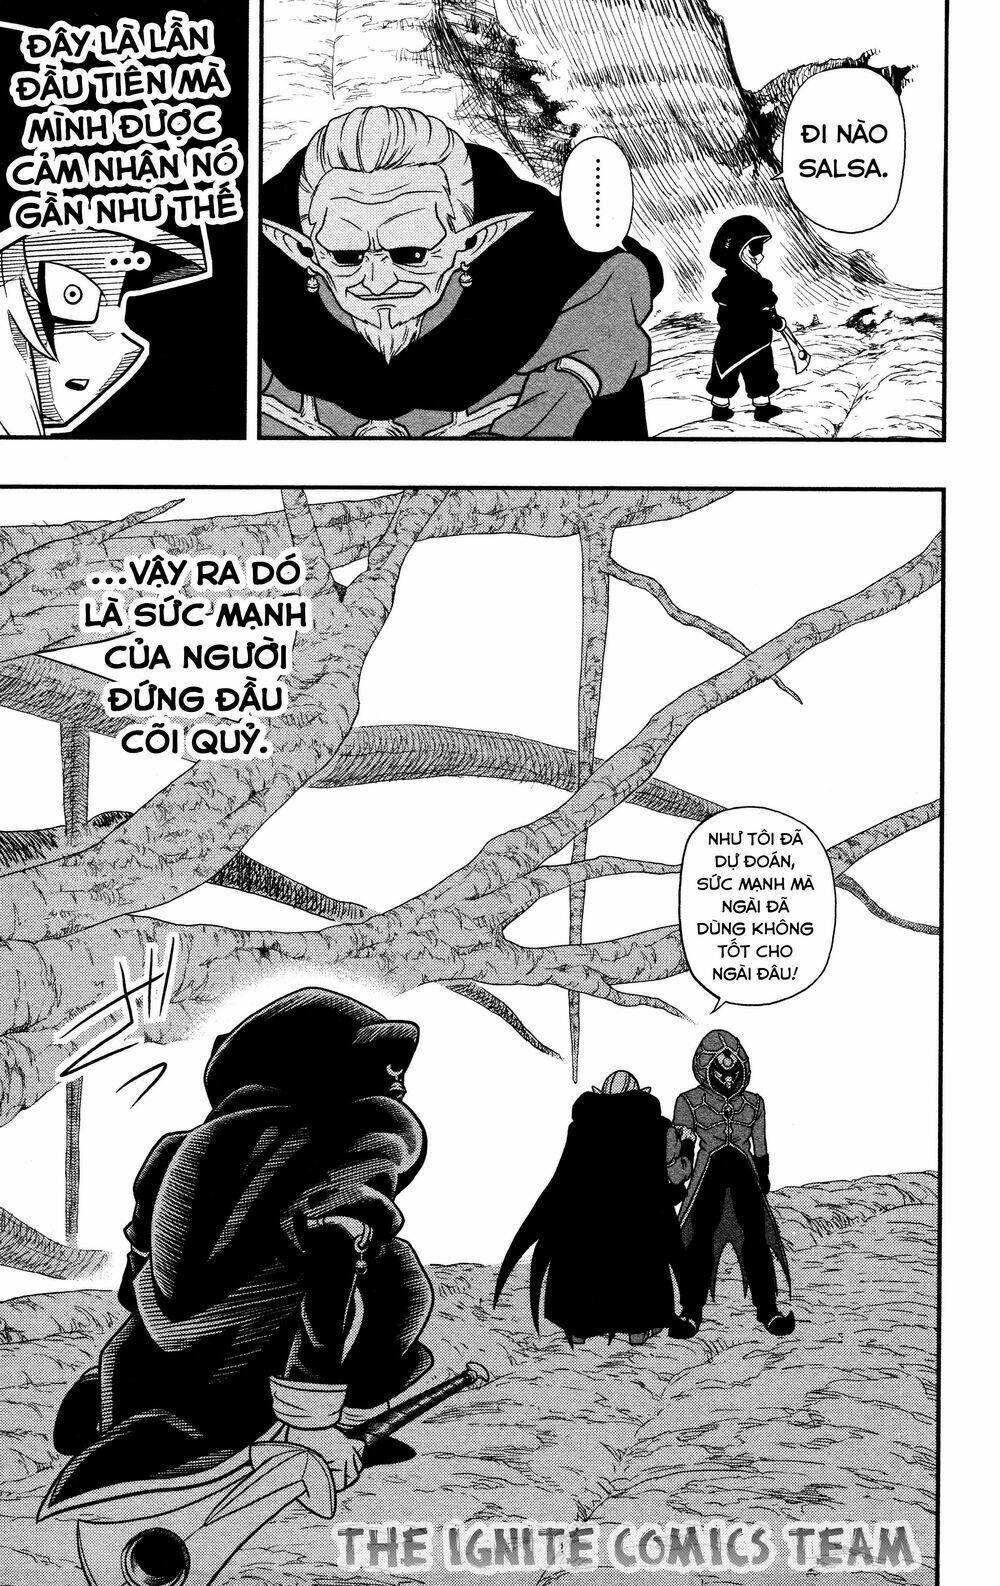 ĐI NÀO
SALSA.
.......
ĐÂY LÀ LẦN
ĐẦU TIÊN MÀ
MÌNH ĐƯỢC
CẢM NHẬN NÓ
GẦN NHƯ THẾ
...
...VẬY RA DÓ
LÀ SỨC MẠNH
CỦA NGƯỜI
ĐỨNG ĐẦU
CÕI QUỶ.
NHƯ TÔI ĐÃ
DỰ ĐOÁN,
SỨC MẠNH MÀ
NGÀI ĐÃ
DÙNG KHÔNG
TỐT CHO
NGÀI ĐÂU!
THE IGNITE COMICS TEAM